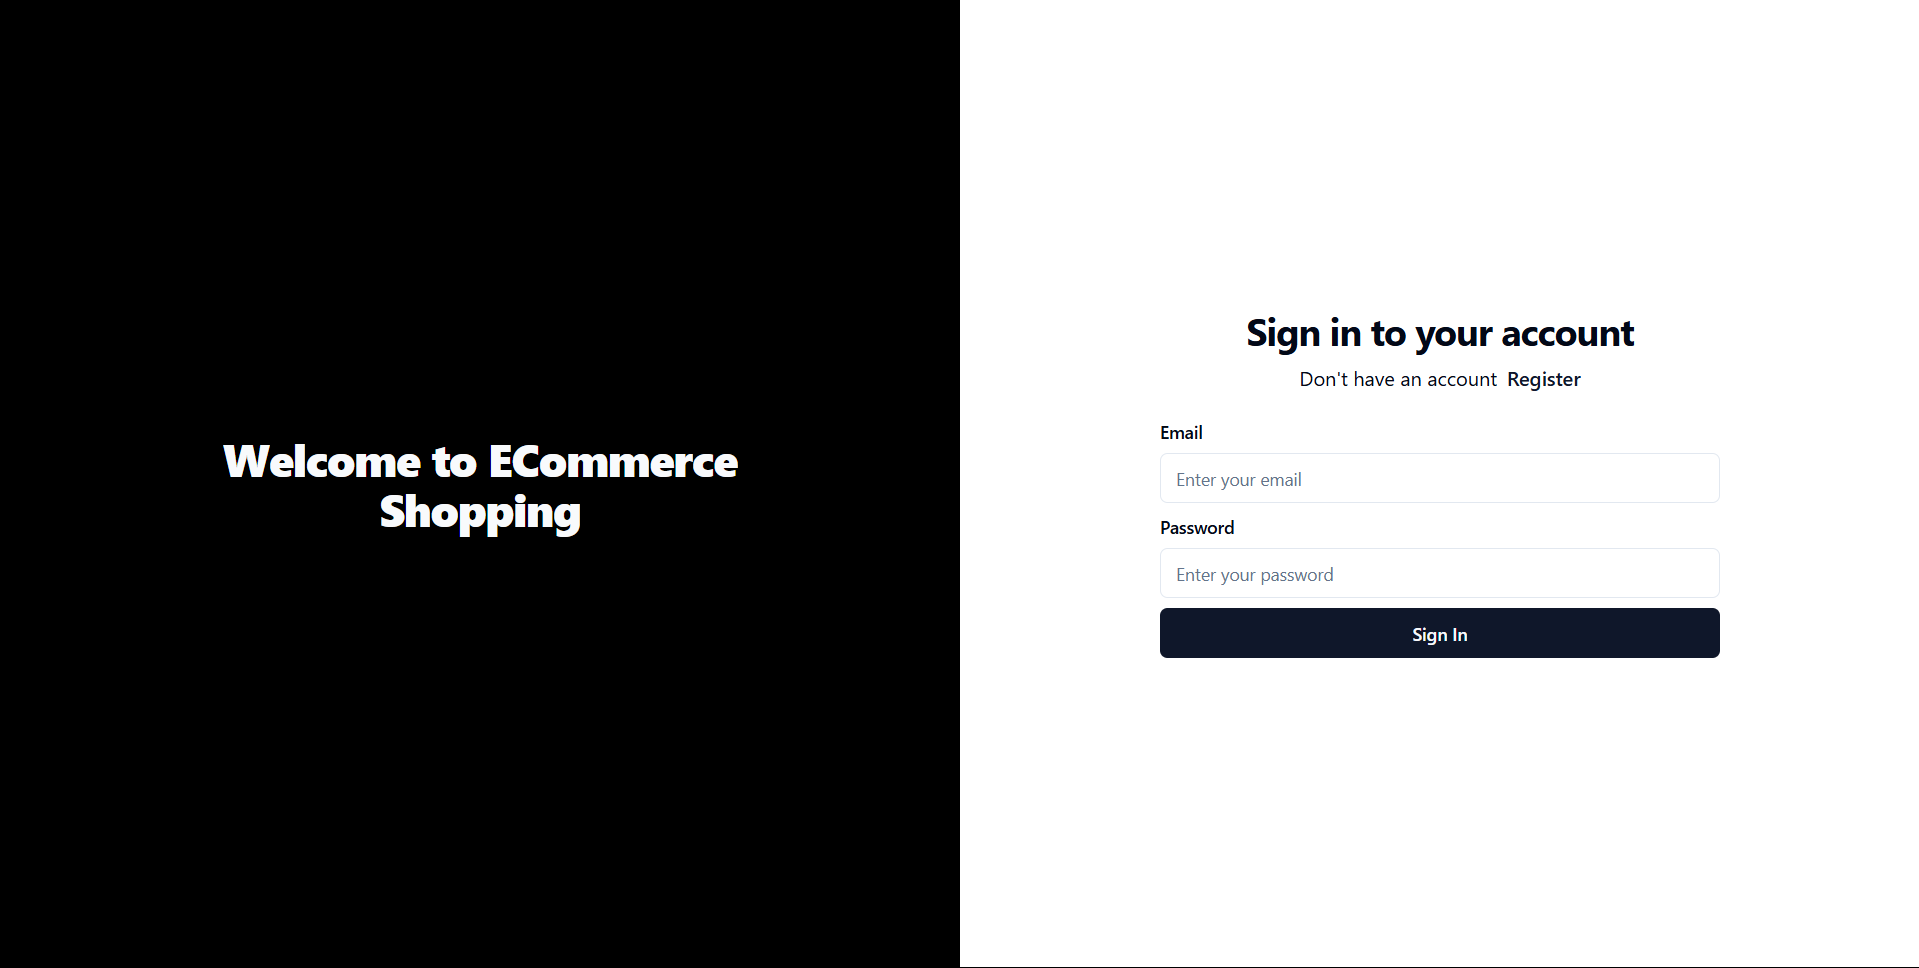 Welcome to ECommerce
Shopping
Sign in to your account
Don't have an account Register
Email
Enter your email
Password
Enter your password
Sign In